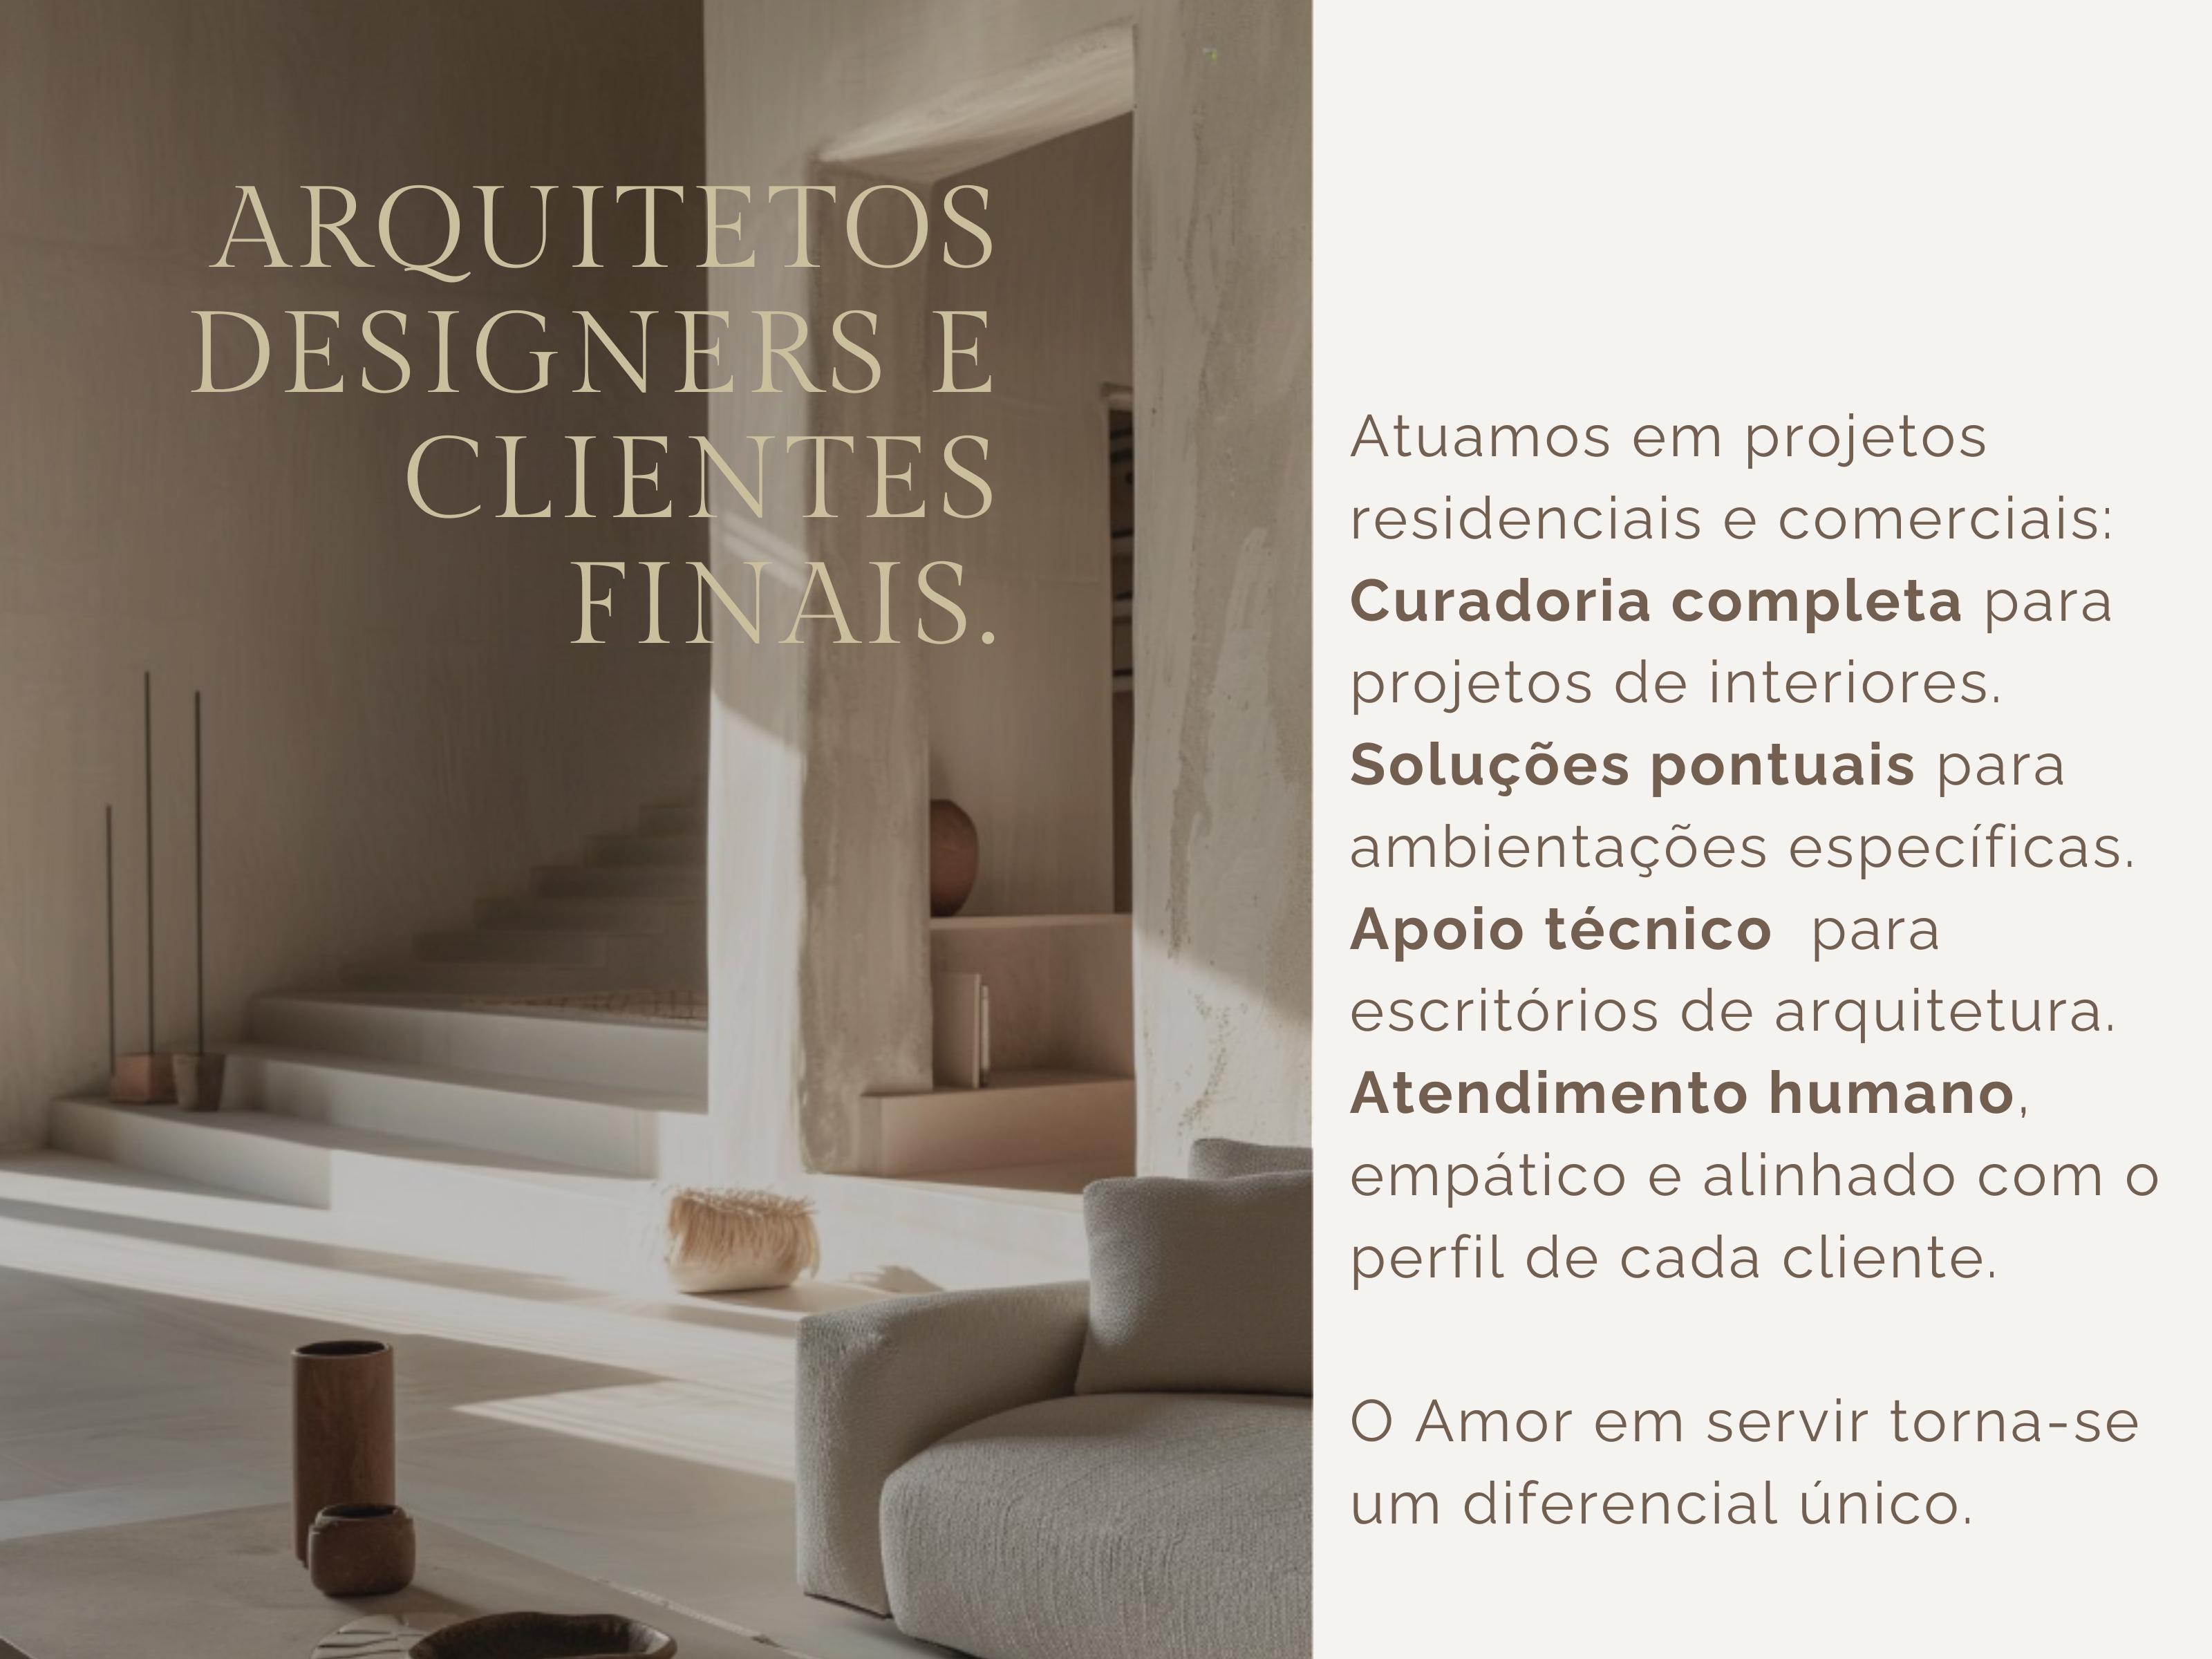 ARQUITETOS
DESIGNERS E
CLIENTES
FINAIS.
Atuamos em projetos
residenciais e comerciais:
Curadoria completa para
projetos de interiores.
Soluções pontuais para
ambientações específicas.
Apoio técnico  para
escritórios de arquitetura.
Atendimento humano,
empático e alinhado com o
perfil de cada cliente.
O Amor em servir torna-se
um diferencial único.